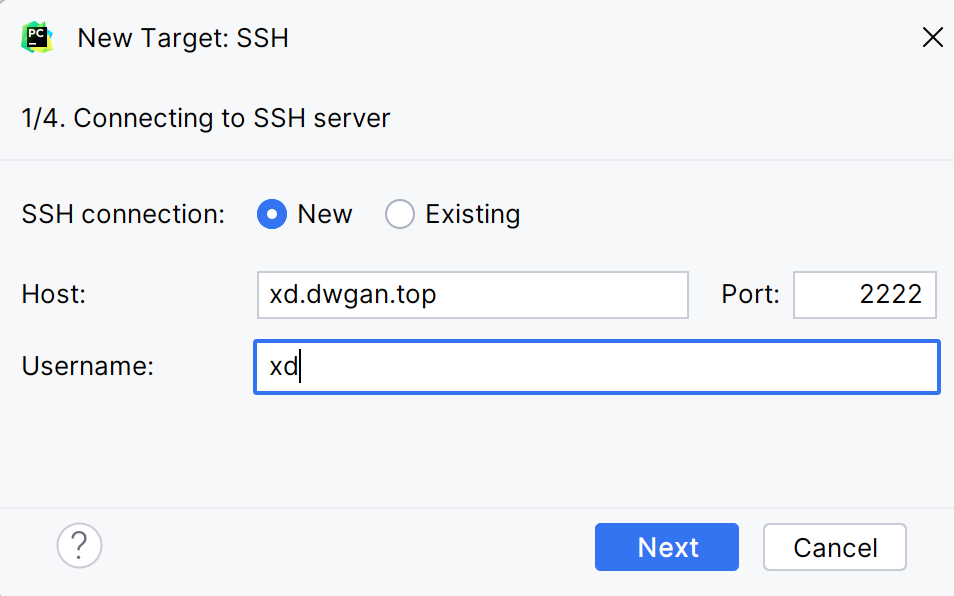 PC
New Target: SSH
1/4. Connecting to SSH server
SSH connection: New Existing
Host: xd.dwgan.top Port: 2222
Username: xd
? Next Cancel